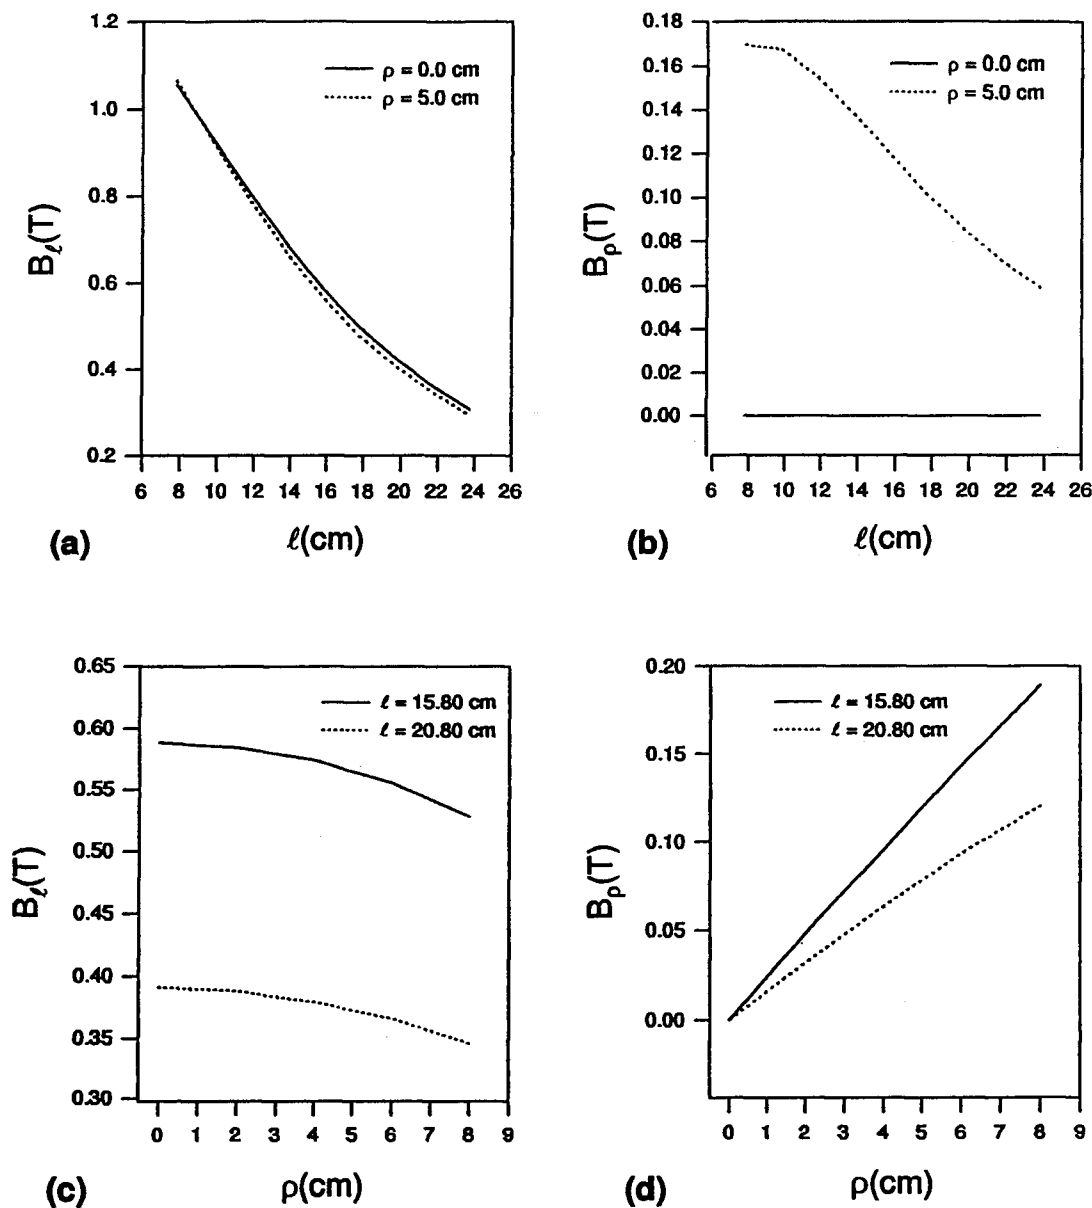 1.2
1.0
0.8
0.6
0.4
0.2
Bℓ(T)
ρ = 0.0 cm
ρ = 5.0 cm
6 8 10 12 14 16 18 20 22 24 26
(a) ℓ(cm)
0.18
0.16
0.14
0.12
0.10
0.08
0.06
0.04
0.02
0.00
Bρ(T)
ρ = 0.0 cm
ρ = 5.0 cm
6 8 10 12 14 16 18 20 22 24 26
(b) ℓ(cm)
0.65
0.60
0.55
0.50
0.45
0.40
0.35
0.30
Bℓ(T)
ℓ = 15.80 cm
ℓ = 20.80 cm
0 1 2 3 4 5 6 7 8 9
(c) ρ(cm)
0.20
0.15
0.10
0.05
0.00
Bρ(T)
ℓ = 15.80 cm
ℓ = 20.80 cm
0 1 2 3 4 5 6 7 8 9
(d) ρ(cm)